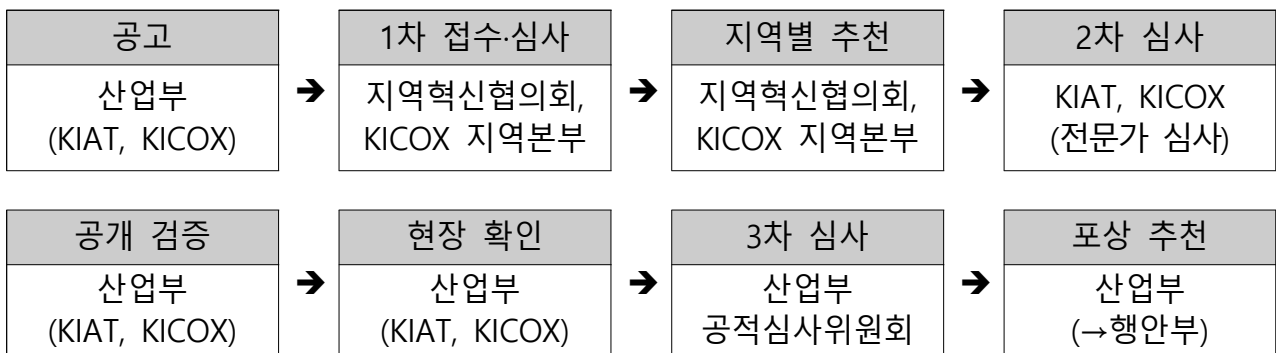 공고
산업부
(KIAT, KICOX)
➔
1차 접수·심사
지역혁신협의회,
KICOX 지역본부
➔
지역별 추천
지역혁신협의회,
KICOX 지역본부
➔
2차 심사
KIAT, KICOX
(전문가 심사)
공개 검증
산업부
(KIAT, KICOX)
➔
현장 확인
산업부
(KIAT, KICOX)
➔
3차 심사
산업부
공적심사위원회
➔
포상 추천
산업부
(→행안부)